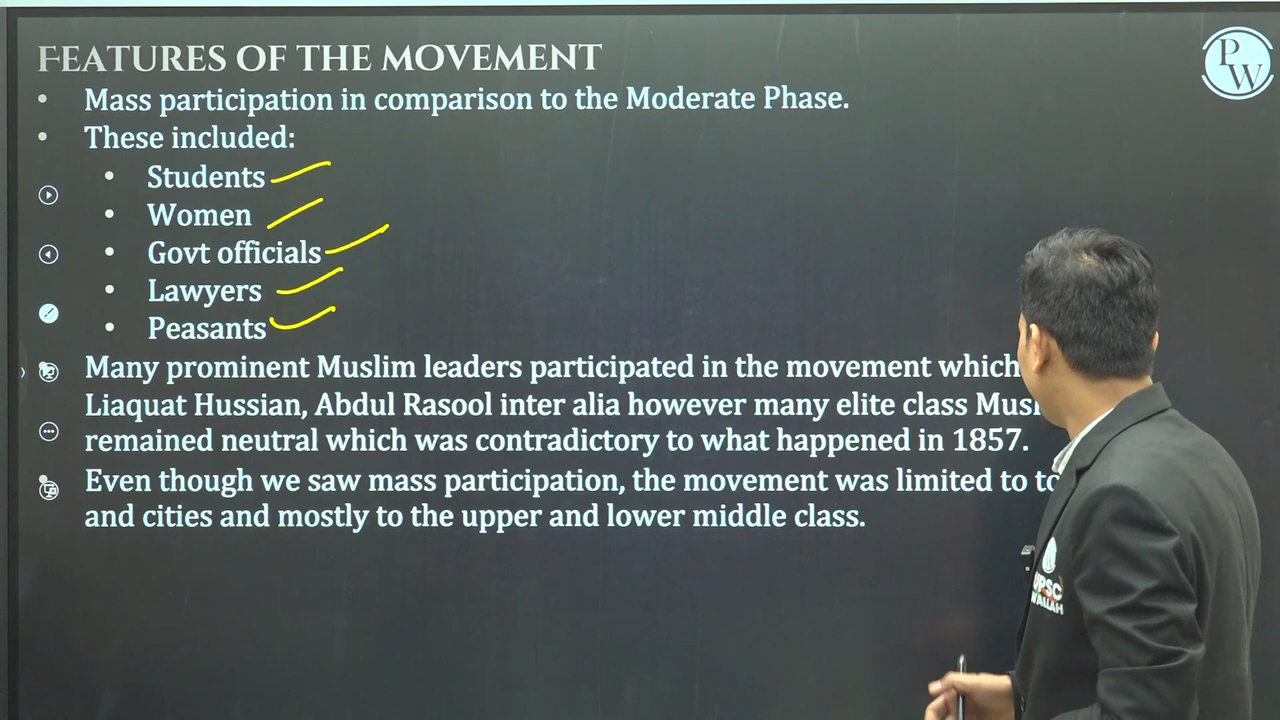 FEATURES OF THE MOVEMENT
PW
• Mass participation in comparison to the Moderate Phase.
• These included:
• Students
• Women
• Govt officials
• Lawyers
• Peasants
Many prominent Muslim leaders participated in the movement which
Liaquat Hussian, Abdul Rasool inter alia however many elite class
remained neutral which was contradictory to what happened in 1857.
Even though we saw mass participation, the movement was limited to
and cities and mostly to the upper and lower middle class.
UPSC
WALLAH